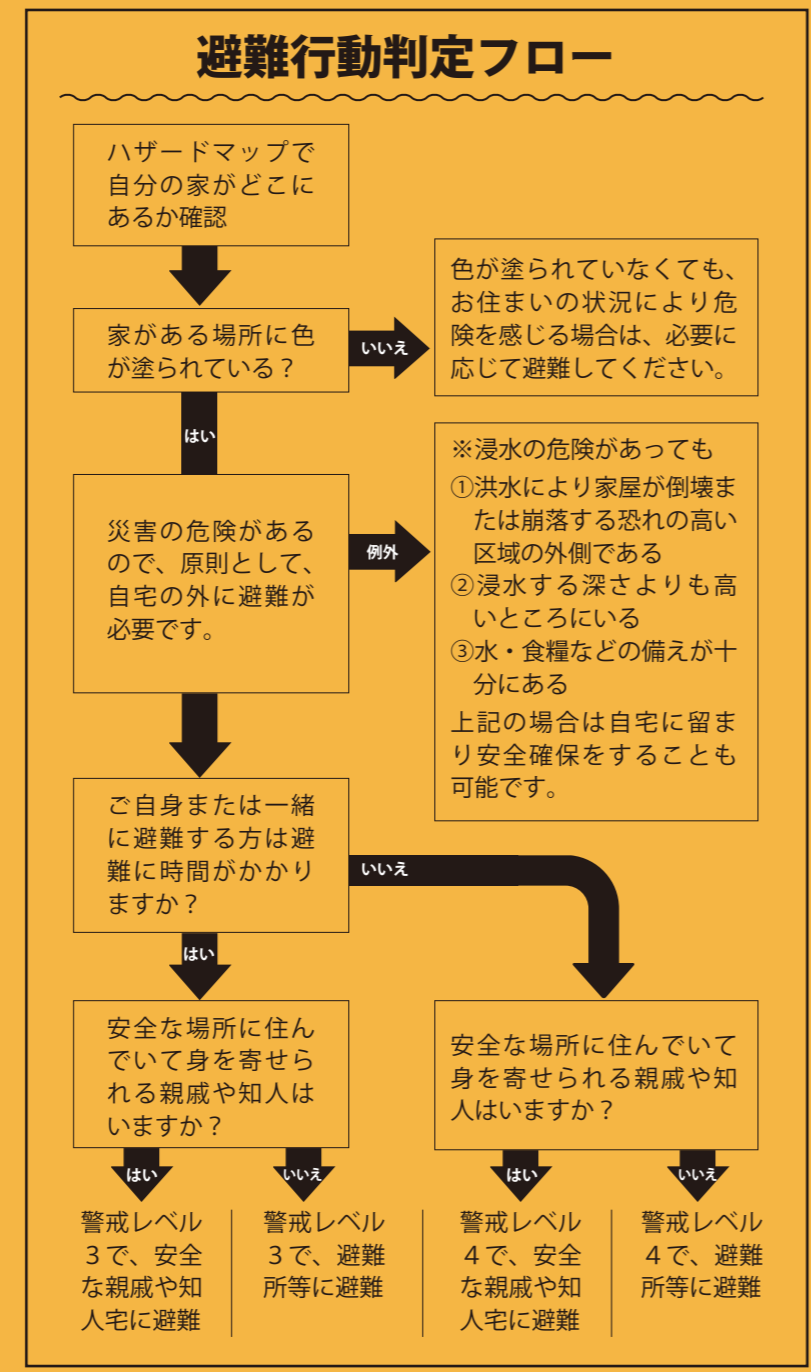 避難行動判定フロー
ハザードマップで
自分の家がどこに
あるか確認
家がある場所に色
が塗られている？
いいえ
色が塗られていなくても、
お住まいの状況により危
険を感じる場合は、必要に
応じて避難してください。
はい
災害の危険がある
ので、原則として、
自宅の外に避難が
必要です。
例外
※浸水の危険があっても
①洪水により家屋が倒壊ま
たは崩落する恐れの高い
区域の外側である
②浸水する深さよりも高
いところにいる
③水・食糧などの備えが十
分にある
上記の場合は自宅に留ま
り安全確保をすることも
可能です。
ご自身または一緒
に避難する方は避
難に時間がかかり
ますか？
いいえ
はい
安全な場所に住ん
でいて身を寄せら
れる親戚や知人は
いますか？
安全な場所に住んでいて
身を寄せられる親戚や知
人はいますか？
はい
いいえ
はい
いいえ
警戒レベル
３で、安全
な親戚や知
人宅に避難
警戒レベル
３で、避難
所等に避難
警戒レベル
４で、安全
な親戚や知
人宅に避難
警戒レベル
４で、避難
所等に避難